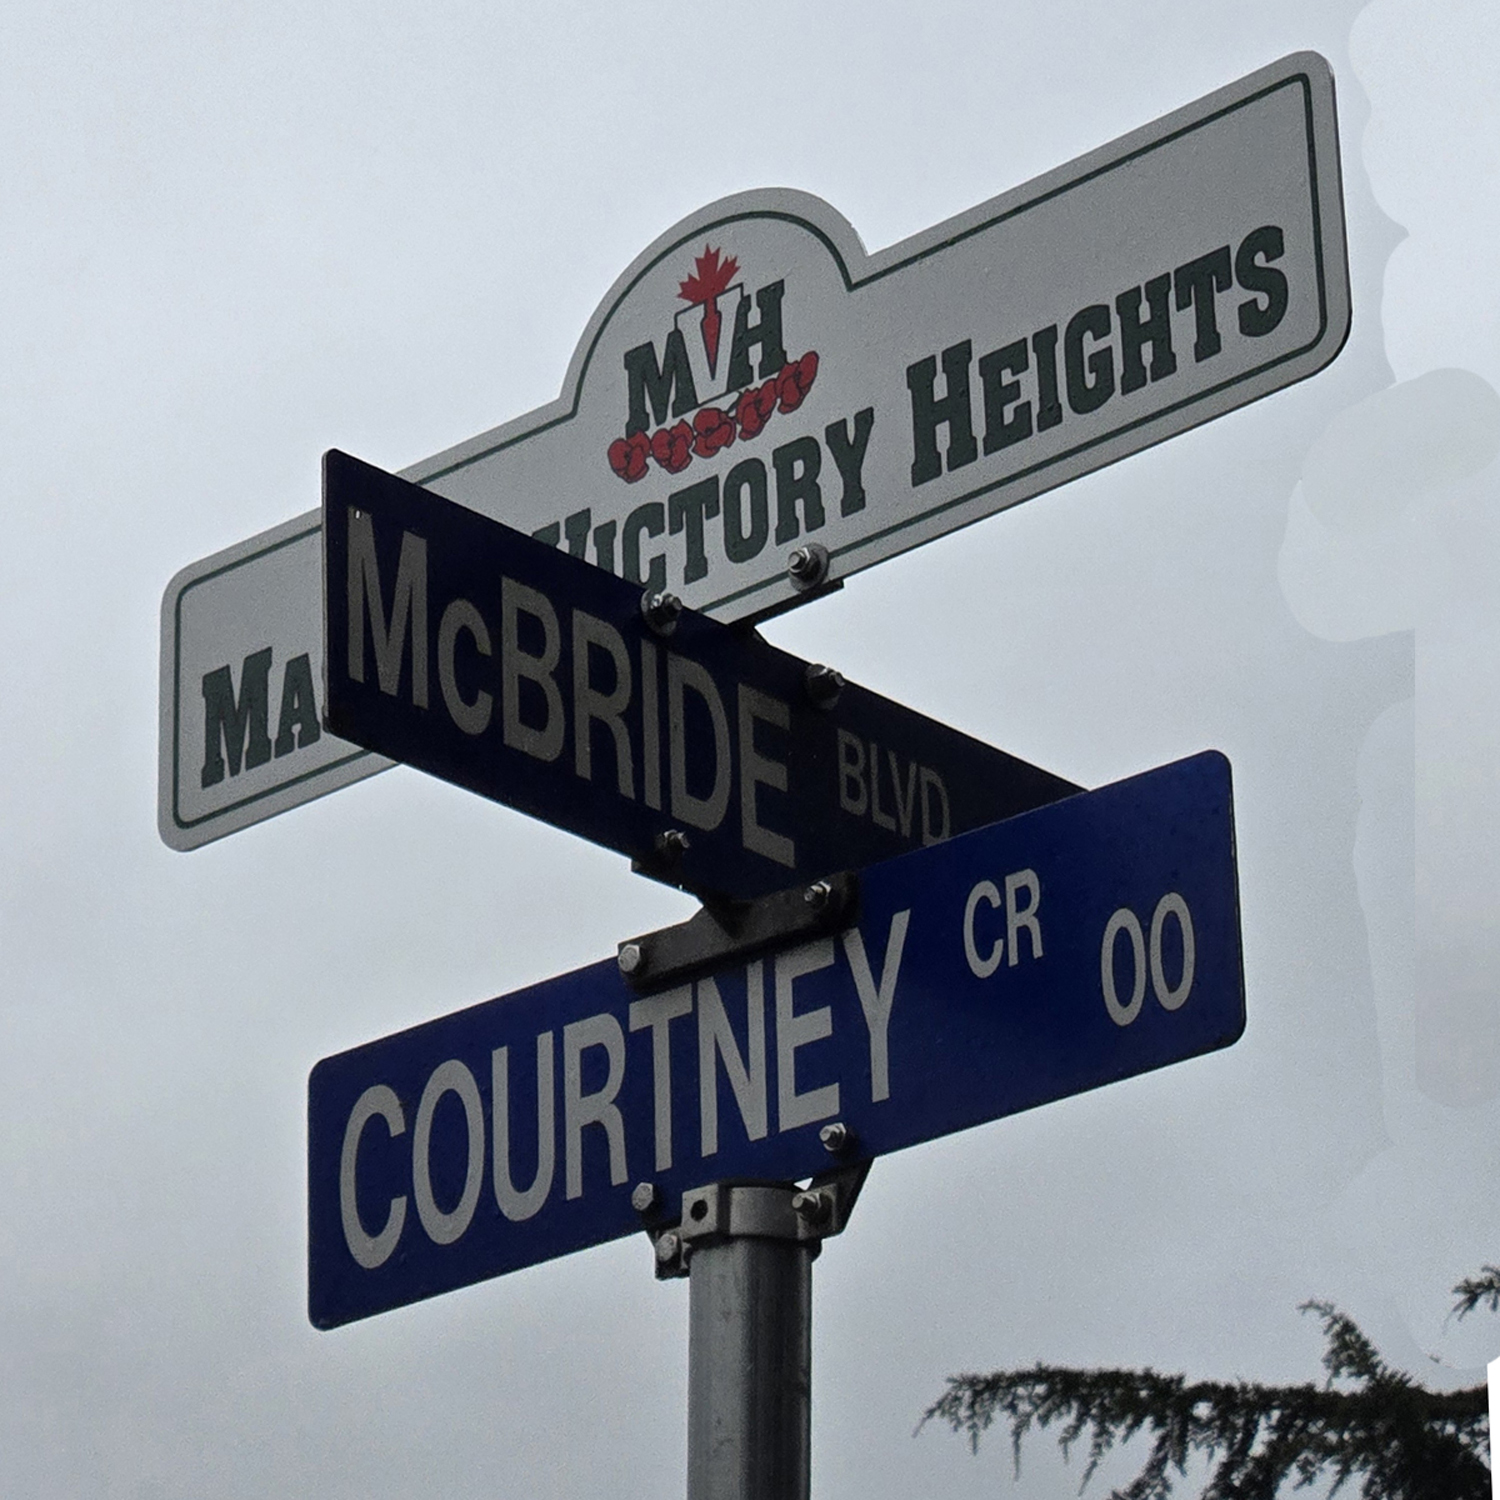 MVH
VICTORY HEIGHTS
McBRIDE BLVD
COURTNEY CR 00